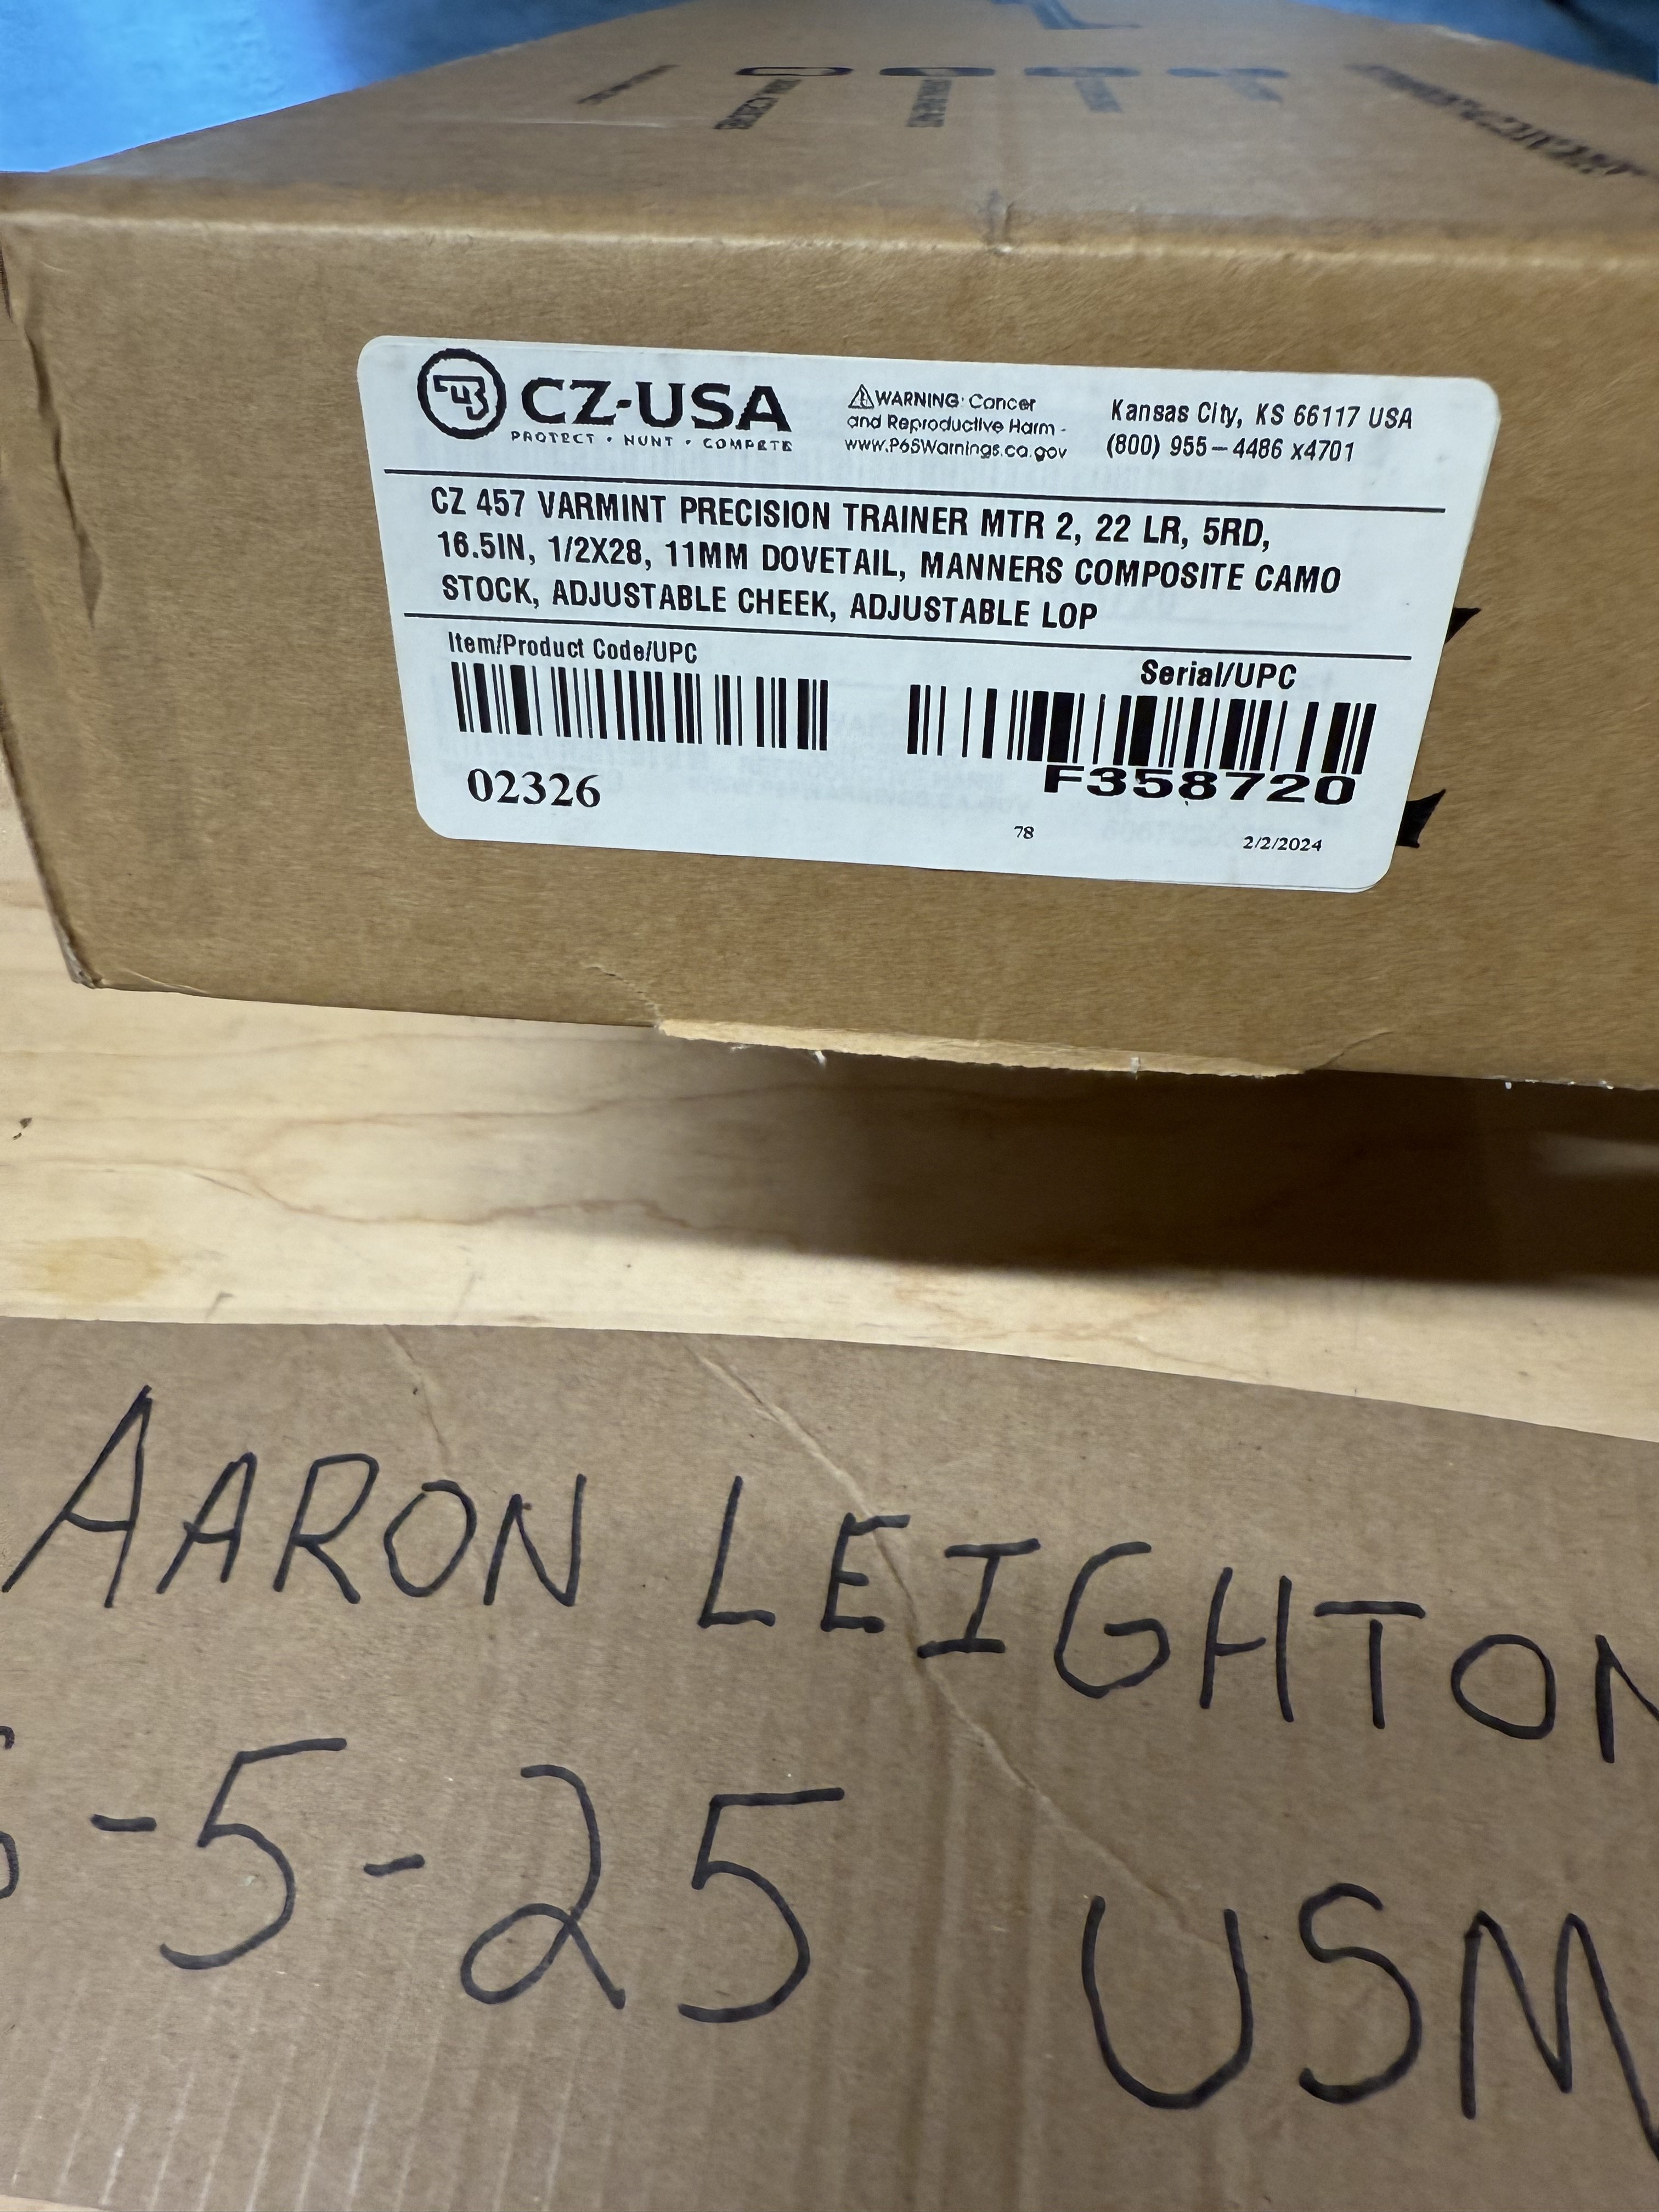 CZ-USA
PROTECT • HUNT • COMPETE
WARNING: Cancer
and Reproductive Harm -
www.P65Warnings.ca.gov
Kansas City, KS 66117 USA
(800) 955-4486 x4701
CZ 457 VARMINT PRECISION TRAINER MTR 2, 22 LR, 5RD,
16.5IN, 1/2X28, 11MM DOVETAIL, MANNERS COMPOSITE CAMO
STOCK, ADJUSTABLE CHEEK, ADJUSTABLE LOP
Item/Product Code/UPC
Serial/UPC
02326
F358720
78
2/2/2024
AARON LEIGHTON
-5-25 USM